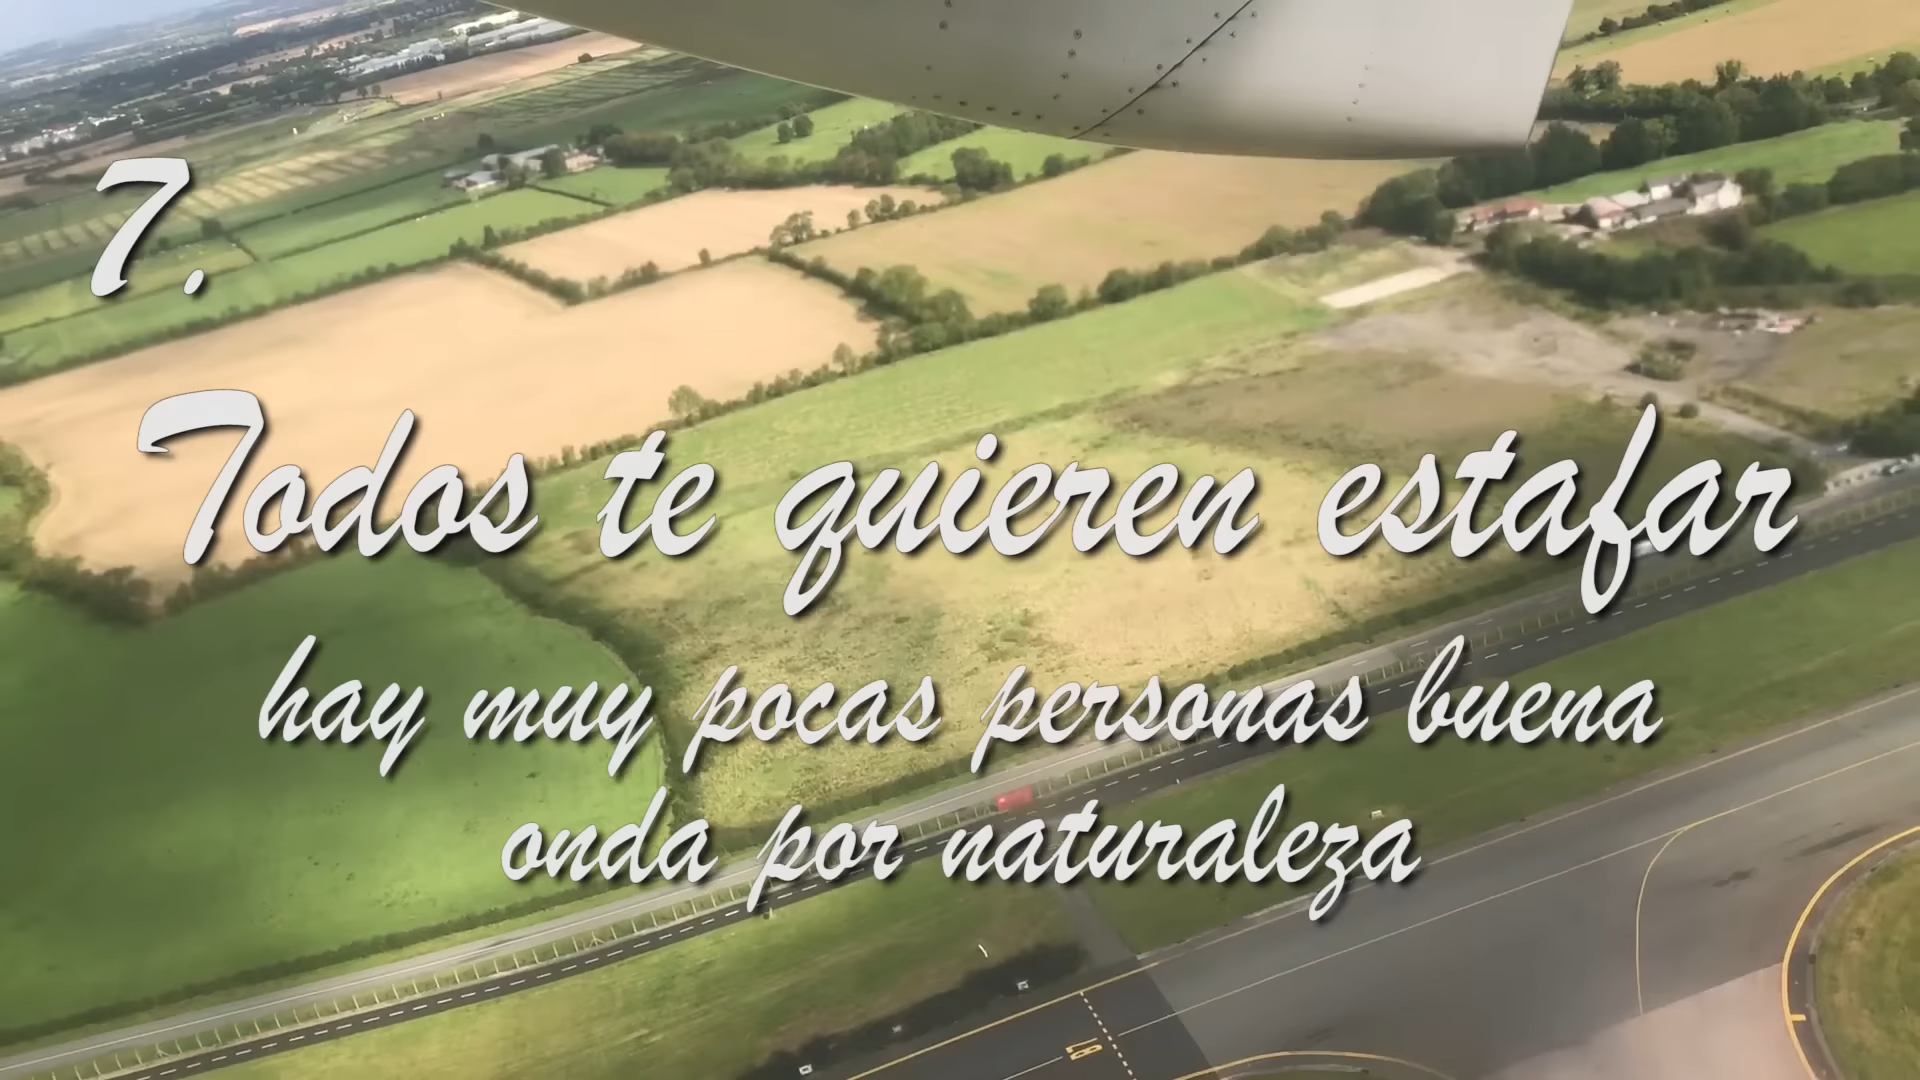 7.
Todos te quieren estafar
hay muy pocas personas buena
onda por naturaleza